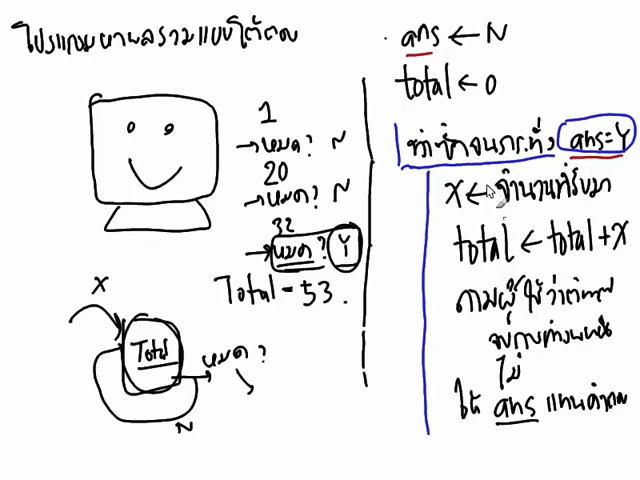 โปรแกรมหาผลรวมแบบโต้ตอบ
1
→หมด? N
20
→หมด? N
32
→หมด? Y
Total = 53.
X
Total
หมด?
N
ans ← N
total ← 0
ทำซ้ำจนกระทั่ง ans=Y
X ← จำนวนที่รับมา
total ← total + X
ถามผู้ใช้ว่าต้องการ
ไม่
ให้ ans แทนคำตอบ